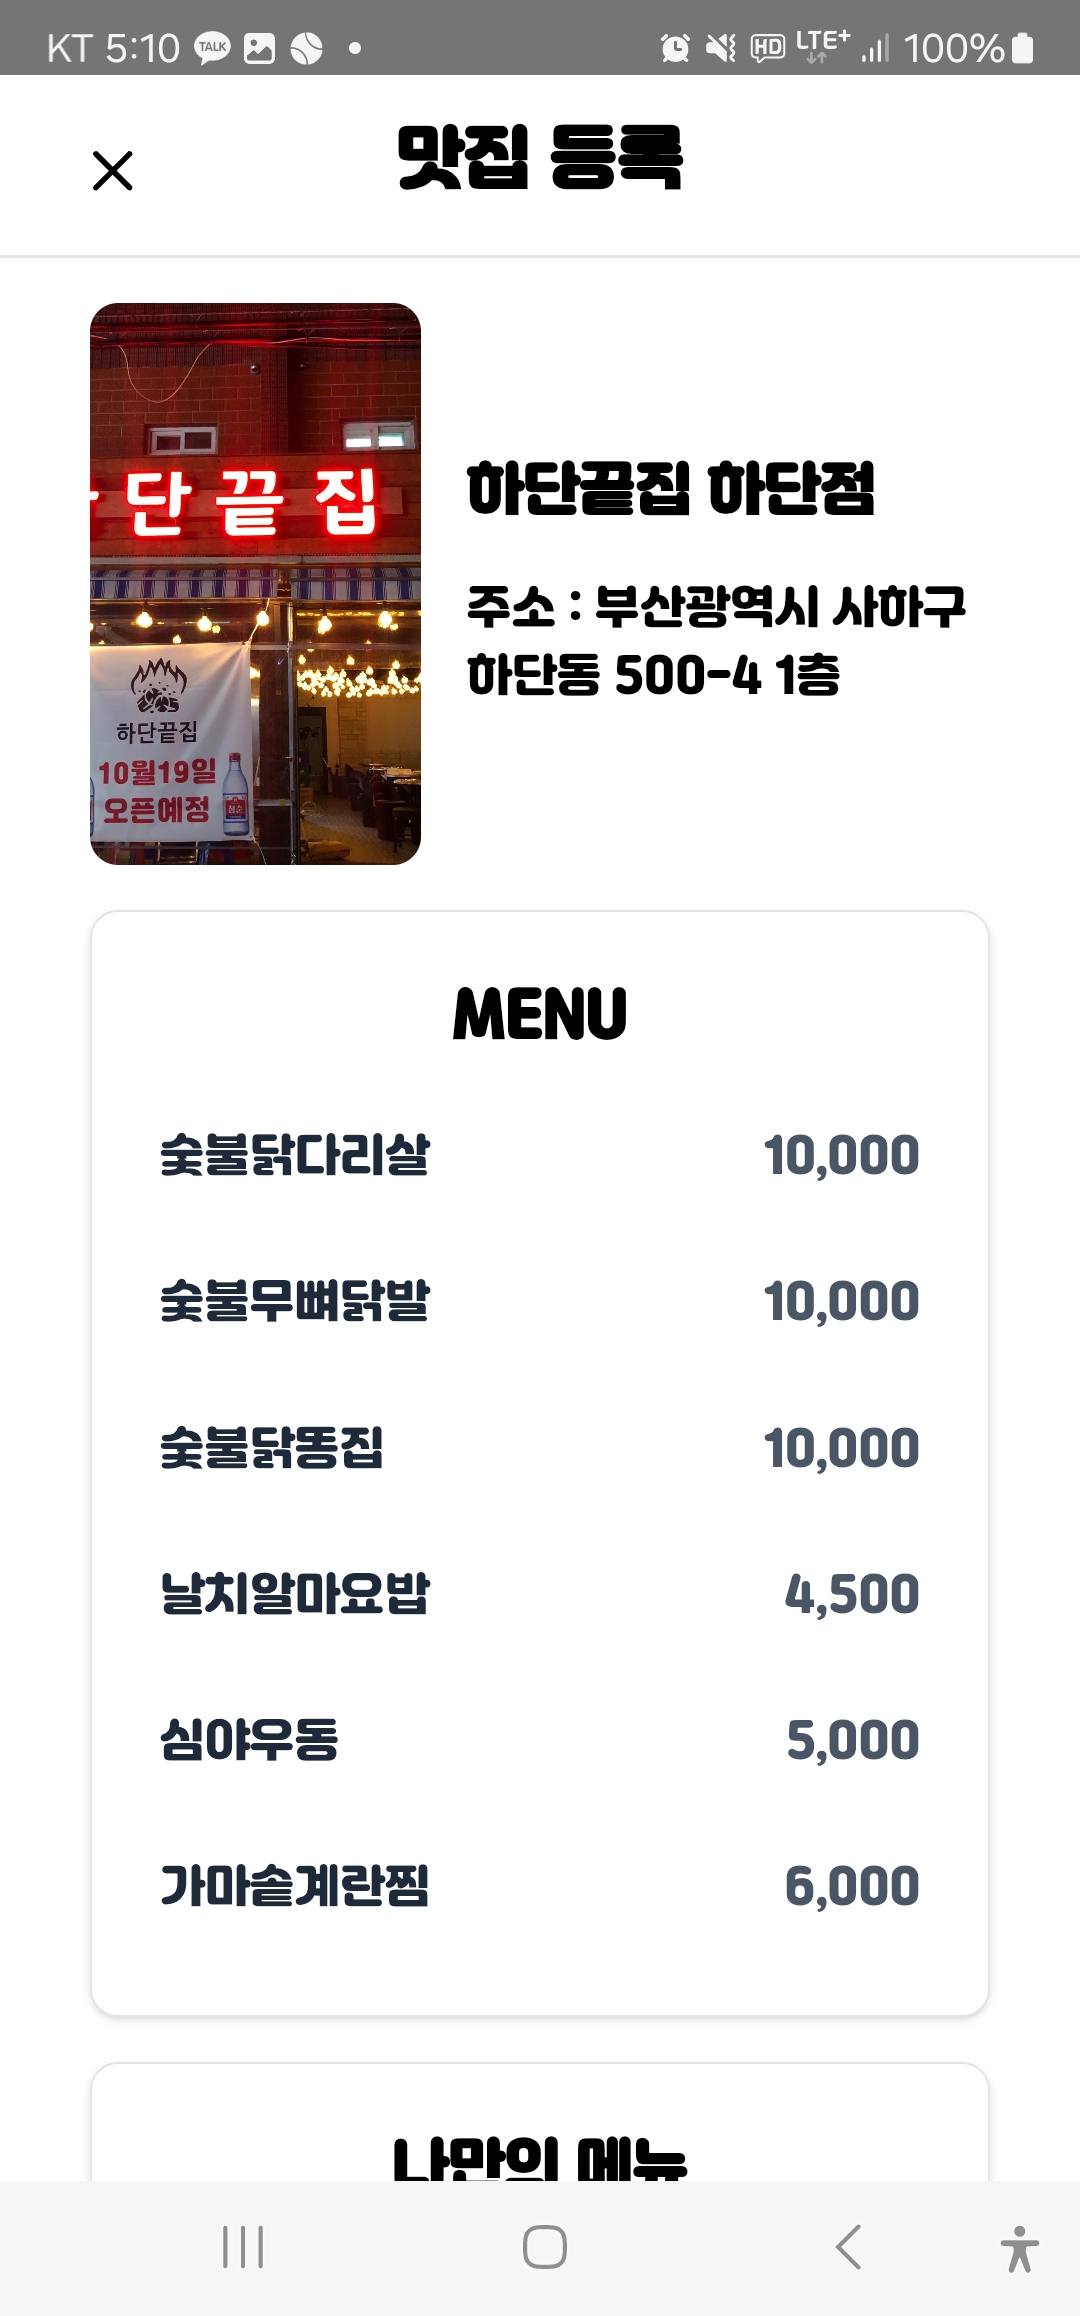 KT 5:10 TALK HD LTE+ 100%
맛집 등록
단끝집
하단끝집
10월19일
오픈예정
하단끝집 하단점
주소 : 부산광역시 사하구
하단동 500-4 1층
MENU
숯불닭다리살 10,000
숯불무뼈닭발 10,000
숯불닭똥집 10,000
날치알마요밥 4,500
심야우동 5,000
가마솥계란찜 6,000
나만의 메뉴